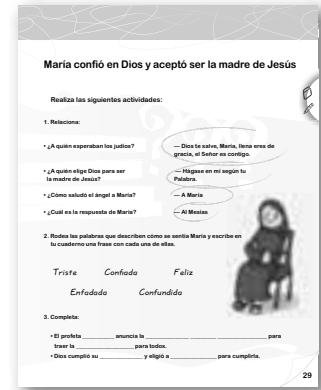 María confió en Dios y aceptó ser la madre de Jesús
Realiza las siguientes actividades:
1. Relaciona:
• ¿A quién esperaban los judíos?
— Dios te salve, María, llena eres de
gracia, el Señor es contigo.
• ¿A quién elige Dios para ser
la madre de Jesús?
— Hágase en mí según tu
Palabra.
• ¿Cómo saludó el ángel a María?
— A María
• ¿Cuál es la respuesta de María?
— Al Mesías
2. Rodea las palabras que describen cómo se sentía María y escribe en
tu cuaderno una frase con cada una de ellas.
Triste Confiada Feliz
Enfadada Confundida
3. Completa:
• El profeta __________ anuncia la __________ __________ __________ para
traer la __________ para todos.
• Dios cumplió su __________ y eligió a __________ para cumplirla.
29